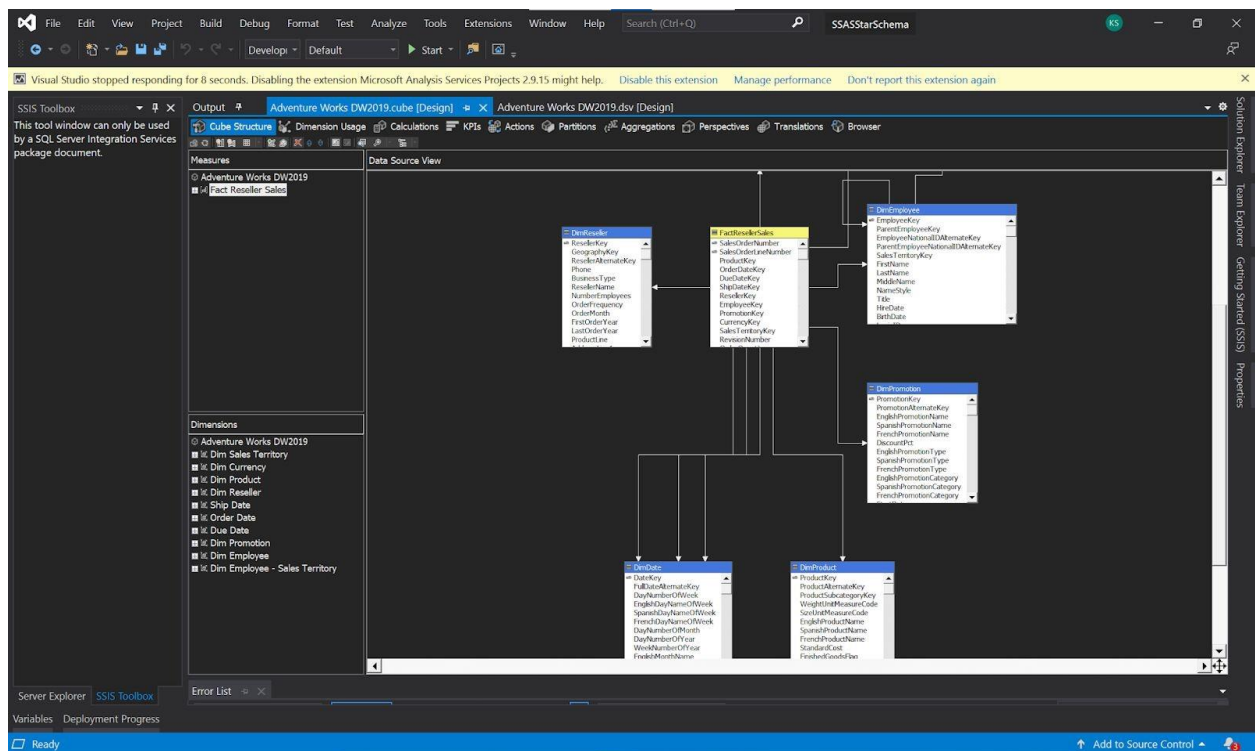 File Edit View Project Build Debug Format Test Analyze Tools Extensions Window Help Search (Ctrl+Q) SSASStarSchema KS
Develop Default Start
Visual Studio stopped responding for 8 seconds. Disabling the extension Microsoft Analysis Services Projects 2.9.15 might help. Disable this extension Manage performance Don't report this extension again
SSIS Toolbox
This tool window can only be used
by a SQL Server Integration Services
package document.
Output Adventure Works DW2019.cube [Design] Adventure Works DW2019.dsv [Design]
Cube Structure Dimension Usage Calculations KPIs Actions Partitions Aggregations Perspectives Translations Browser
Measures
Adventure Works DW2019
Fact Reseller Sales
Dimensions
Adventure Works DW2019
Dim Sales Territory
Dim Currency
Dim Product
Dim Reseller
Ship Date
Order Date
Due Date
Dim Promotion
Dim Employee
Dim Employee - Sales Territory
Data Source View
DimReseller
ResellerKey
GeographyKey
ResellerAlternateKey
Phone
BusinessType
ResellerName
NumberEmployees
OrderFrequency
OrderMonth
FirstOrderYear
LastOrderYear
ProductLine
FactResellerSales
SalesOrderNumber
SalesOrderLineNumber
ProductKey
OrderDateKey
DueDateKey
ShipDateKey
ResellerKey
EmployeeKey
PromotionKey
CurrencyKey
SalesTerritoryKey
RevisionNumber
DimEmployee
EmployeeKey
ParentEmployeeKey
EmployeeNationalIDAlternateKey
ParentEmployeeNationalIDAlternateKey
SalesTerritoryKey
FirstName
LastName
MiddleName
NameStyle
Title
HireDate
BirthDate
DimPromotion
PromotionKey
PromotionAlternateKey
EnglishPromotionName
SpanishPromotionName
FrenchPromotionName
DiscountPct
EnglishPromotionType
SpanishPromotionType
FrenchPromotionType
EnglishPromotionCategory
SpanishPromotionCategory
FrenchPromotionCategory
DimDate
DateKey
FullDateAlternateKey
DayNumberOfWeek
EnglishDayNameOfWeek
SpanishDayNameOfWeek
FrenchDayNameOfWeek
DayNumberOfMonth
DayNumberOfYear
WeekNumberOfYear
EnglishMonthName
DimProduct
ProductKey
ProductAlternateKey
ProductSubcategoryKey
WeightUnitMeasureCode
SizeUnitMeasureCode
EnglishProductName
SpanishProductName
FrenchProductName
StandardCost
FinishedGoodsFlag
Solution Explorer
Team Explorer
Getting Started (SSIS)
Properties
Server Explorer SSIS Toolbox
Error List
Variables Deployment Progress
Ready
Add to Source Control
3